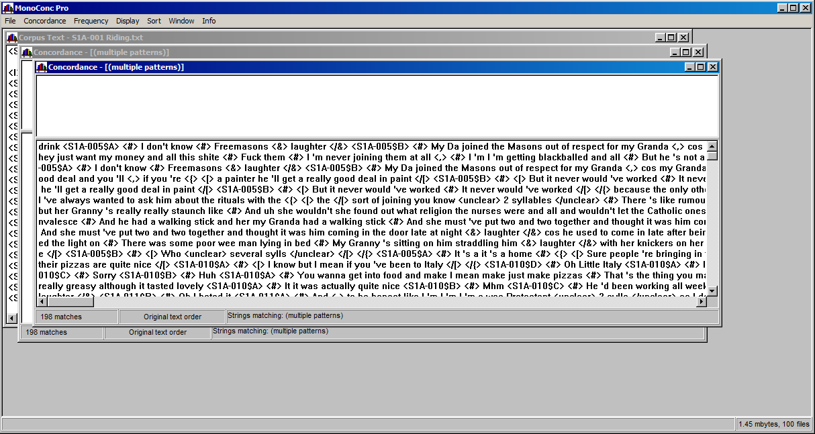 MonoConc Pro
File Concordance Frequency Display Sort Window Info
Corpus Text - S1A-001 Riding.txt
Concordance - [(multiple patterns)]
Concordance - [(multiple patterns)]
drink <S1A-005$A> <#> I don't know <#> Freemasons <&> laughter </&> <S1A-005$B> <#> My Da joined the Masons out of respect for my Granda <,> cos
hey just want my money and all this shite <#> Fuck them <#> I 'm never joining them at all <,> <#> I 'm I 'm getting blackballed and all <#> But he 's not a
-005$A> <#> I don't know <#> Freemasons <&> laughter </&> <S1A-005$B> <#> My Da joined the Masons out of respect for my Granda <,> cos my Granda
ood deal and you 'll <,> if you 're <{> <[> a painter he 'll get a really good deal in paint </[> <S1A-005$A> <#> <[> But it never would 've worked <#> It neve
he 'll get a really good deal in paint </[> <S1A-005$A> <#> <[> But it never would 've worked <#> It never would 've worked </[> </{> because the only othe
I 've always wanted to ask him about the rituals with the <{> <[> the </[> sort of joining you know <unclear> 2 syllables </unclear> <#> There 's like rumou
but her Granny 's really really staunch like <#> And uh she wouldn't she found out what religion the nurses were and all and wouldn't let the Catholic ones
nvalesce <#> And he had a walking stick and her my Granda had a walking stick <#> And she must 've put two and two together and thought it was him cor
And she must 've put two and two together and thought it was him coming in the door late at night <&> laughter </&> cos he used to come in late after beir
ed the light on <#> There was some poor wee man lying in bed <#> My Granny 's sitting on him straddling him <&> laughter </&> with her knickers on her
e </[> <S1A-005$B> <#> <[> Who <unclear> several sylls </unclear> </[> </{> <S1A-005$A> <#> It 's a it 's a home <#> <{> <[> Sure people 're bringing in
their pizzas are quite nice </[> <S1A-010$A> <#> <[> I know but I mean if you 've been to Italy </[> </{> <S1A-010$D> <#> Oh Little Italy <S1A-010$A> <#> I
010$C> <#> Sorry <S1A-010$B> <#> Huh <S1A-010$A> <#> You wanna get into food and make I mean just make pizzas <#> That 's the thing you m
really greasy although it tasted lovely <S1A-010$A> <#> It it was actually quite nice <S1A-010$B> <#> Mhm <S1A-010$C> <#> He 'd been working all week
198 matches Original text order Strings matching: (multiple patterns)
198 matches Original text order Strings matching: (multiple patterns)
1.45 mbytes, 100 files